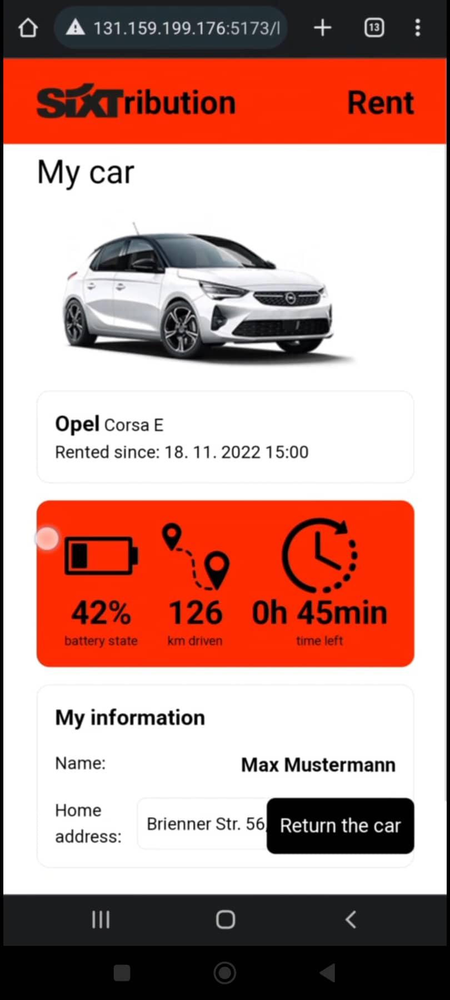 131.159.199.176:5173/l
13
SIXTribution
Rent
My car
Opel Corsa E
Rented since: 18. 11. 2022 15:00
42%
126
0h 45min
battery state
km driven
time left
My information
Name:
Max Mustermann
Home
address:
Brienner Str. 56,
Return the car